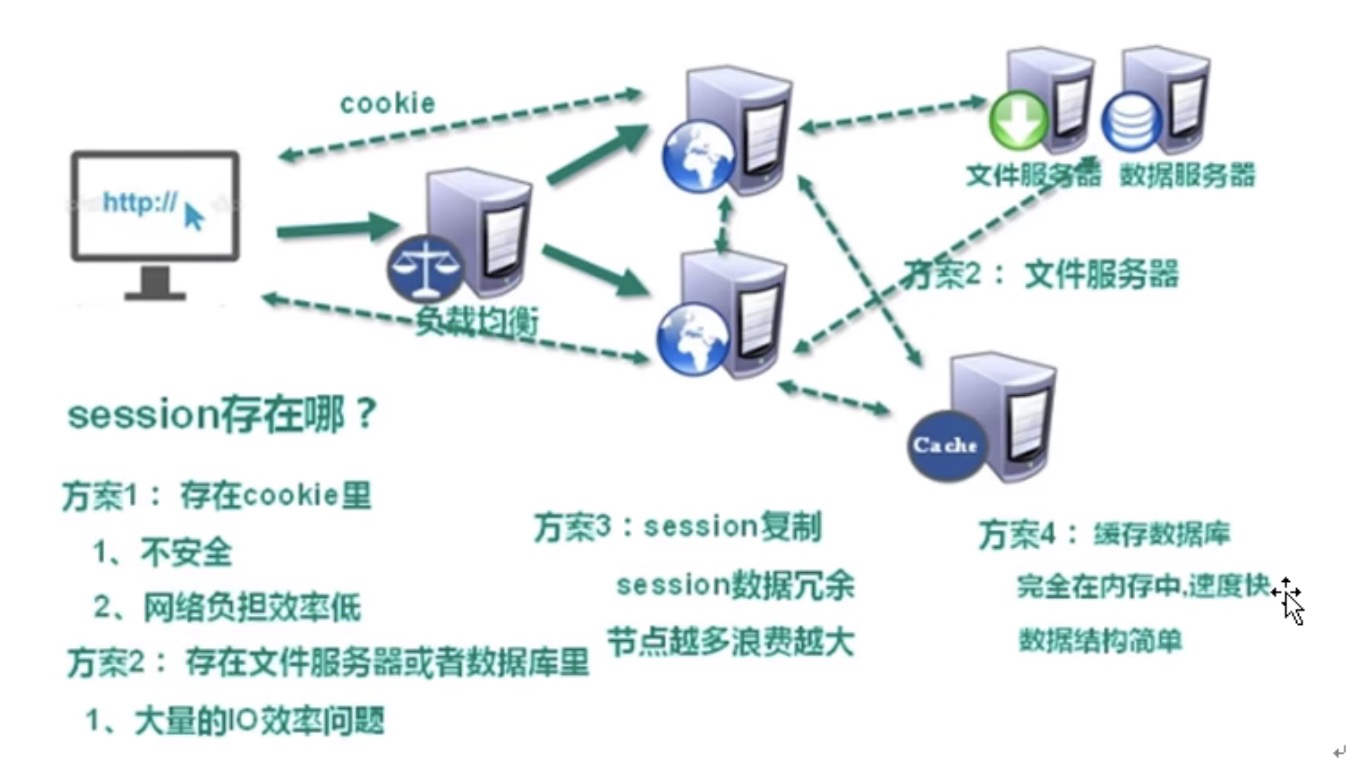 cookie
http://
负载均衡
文件服务器
数据服务器
方案2： 文件服务器
Cache
session存在哪？
方案1： 存在cookie里
1、不安全
2、网络负担效率低
方案2： 存在文件服务器或者数据库里
1、大量的IO效率问题
方案3：session复制
session数据冗余
节点越多浪费越大
方案4： 缓存数据库
完全在内存中,速度快
数据结构简单